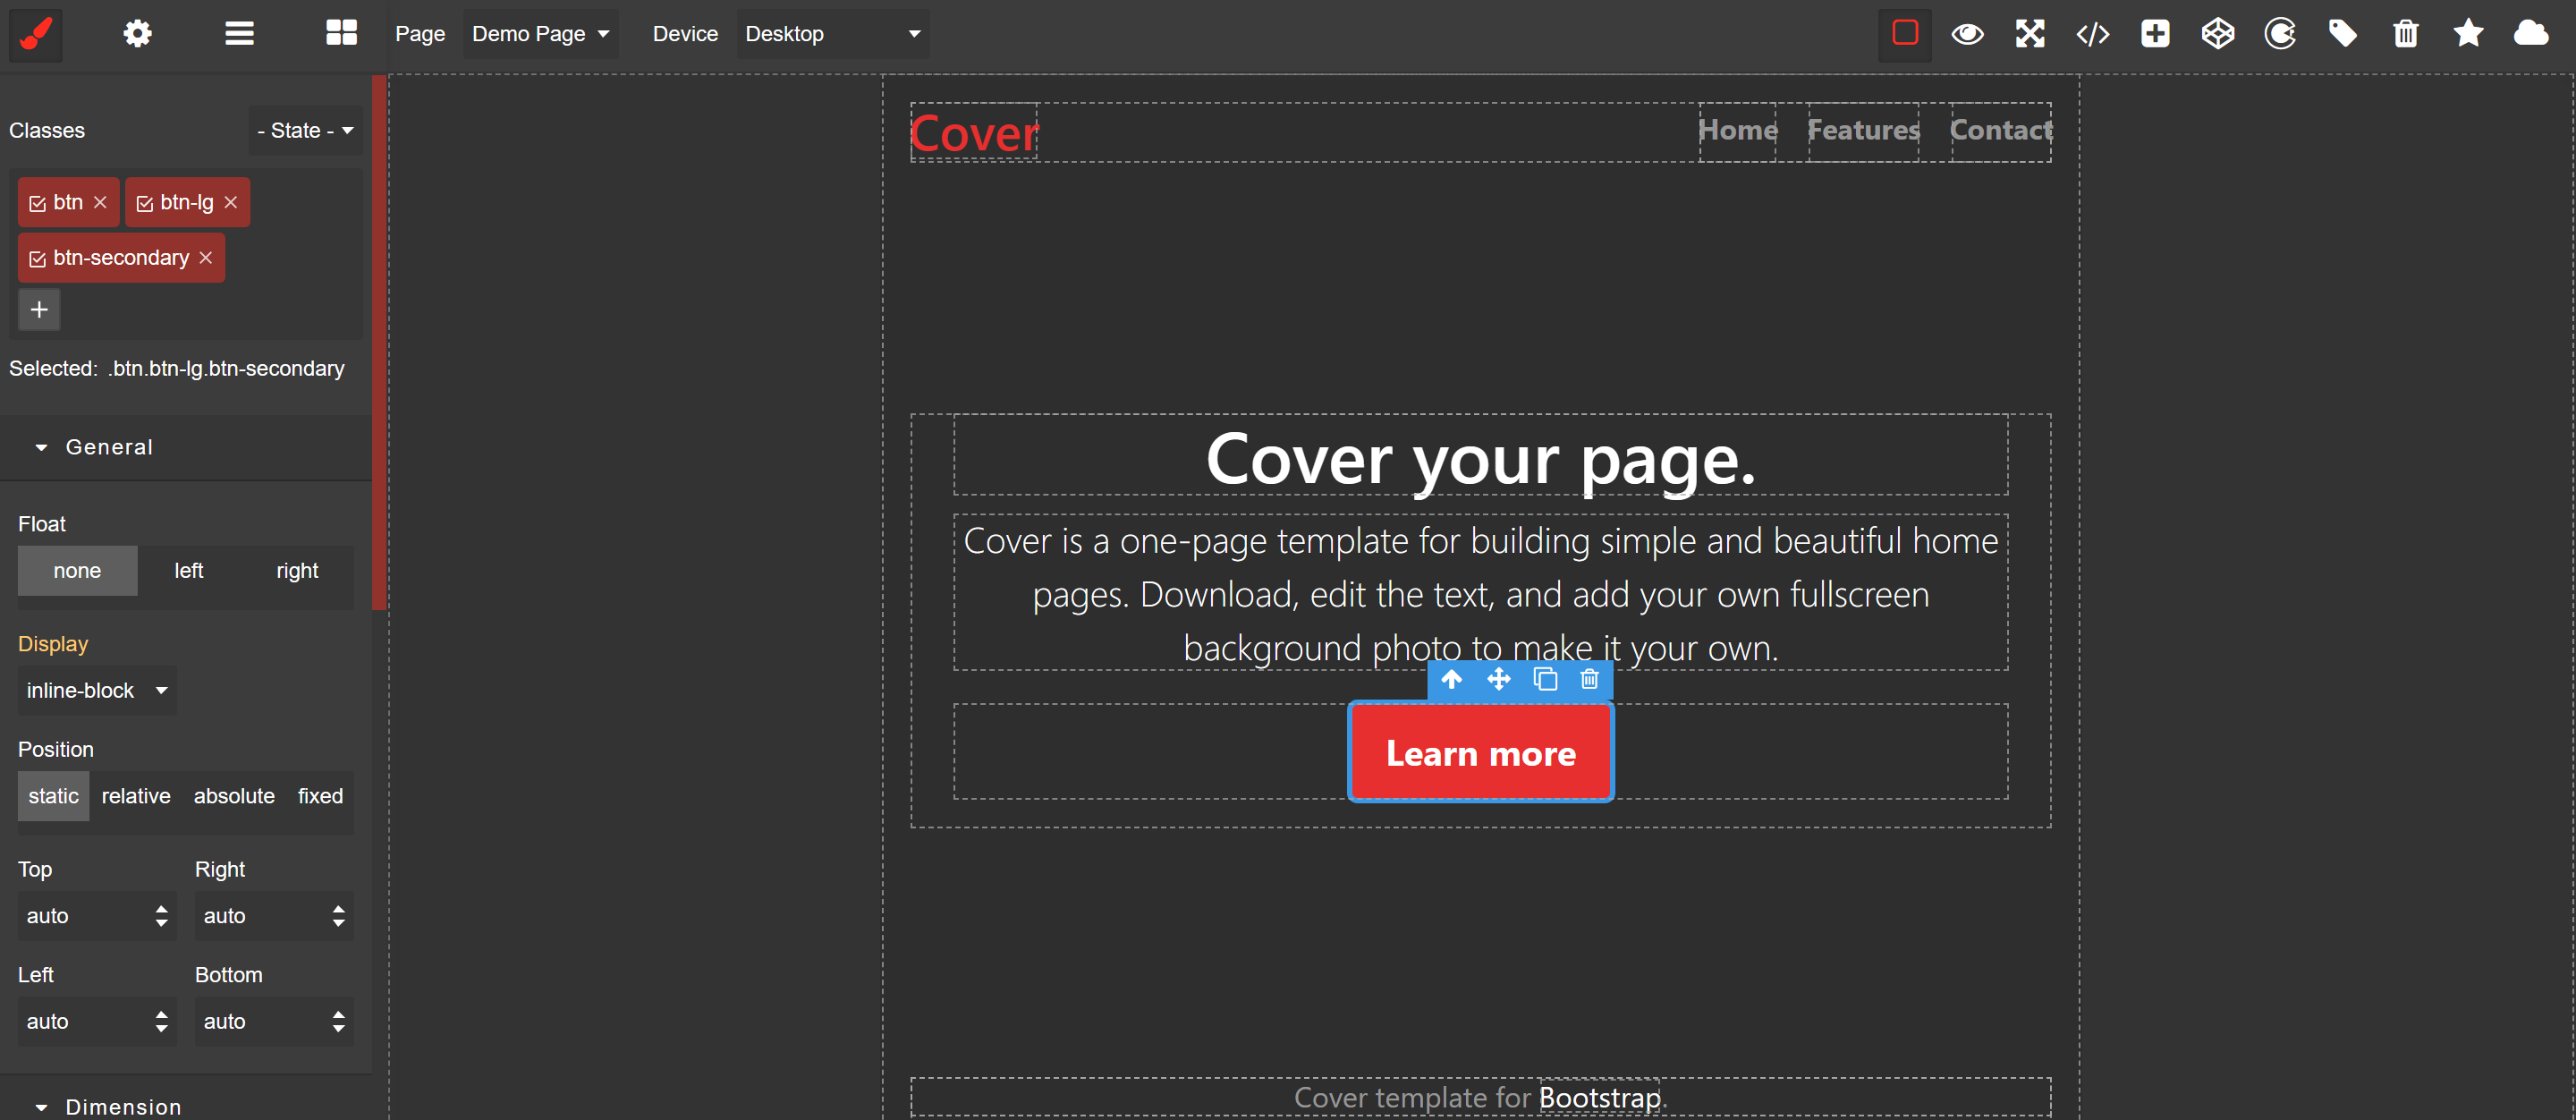 Page Demo Page Device Desktop
Classes - State -
btn btn-lg
btn-secondary
Selected: .btn.btn-lg.btn-secondary
General
Float
none left right
Display
inline-block
Position
static relative absolute fixed
Top Right
auto auto
Left Bottom
auto auto
Dimension
Cover Home Features Contact
Cover your page.
Cover is a one-page template for building simple and beautiful home
pages. Download, edit the text, and add your own fullscreen
background photo to make it your own.
Learn more
Cover template for Bootstrap.